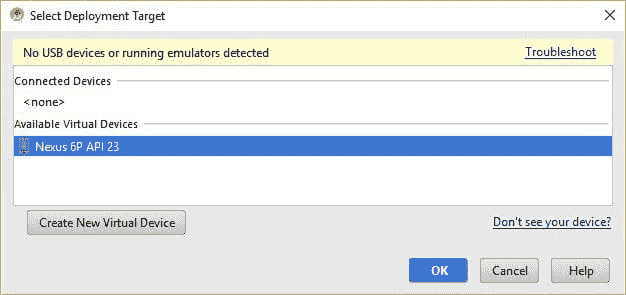 Select Deployment Target
No USB devices or running emulators detected Troubleshoot
Connected Devices
<none>
Available Virtual Devices
Nexus 6P API 23
Create New Virtual Device Don't see your device?
OK Cancel Help